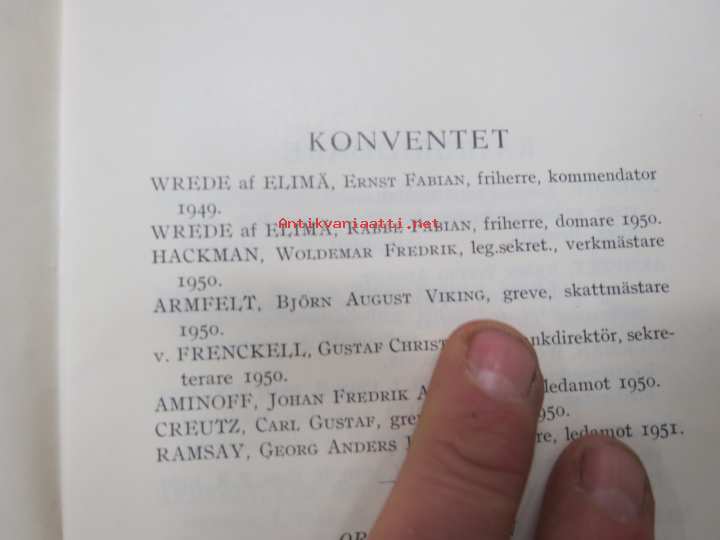 KONVENTET
WREDE af ELIMÄ, ERNST FABIAN, friherre, kommendator
1949.
Antikvariaatti.net
WREDE af ELIMÄ, RABBE FABIAN, friherre, domare 1950.
HACKMAN, WOLDEMAR FREDRIK, leg.sekret., verkmästare
1950.
ARMFELT, BJÖRN AUGUST VIKING, greve, skattmästare
1950.
v. FRENCKELL, GUSTAF sekre-
terare 1950.
AMINOFF, JOHAN FREDRIK ledamot 1950.
CREUTZ, CARL GUSTAF, 1950.
RAMSAY, GEORG ANDERS ledamot 1951.